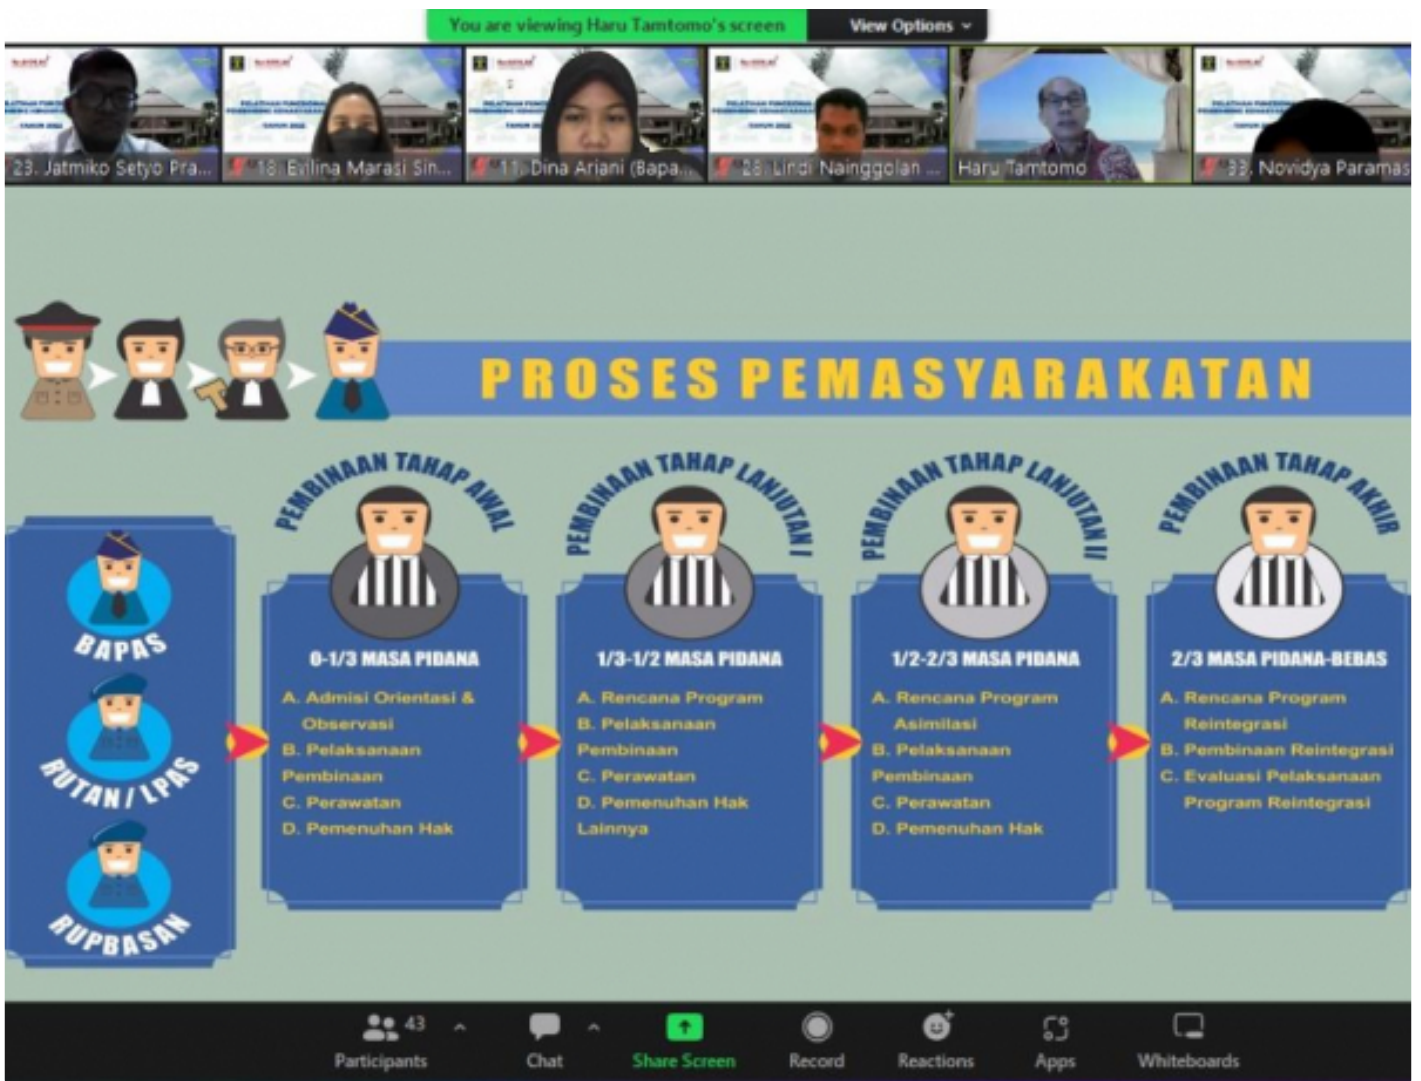 You are viewing Haru Tamtomo's screen
View Options
23. Jatmiko Setyo Pra...
18. Evilina Marasi Sin...
11. Dina Ariani (Bapa...
28. Lindi Nainggolan ...
Haru Tamtomo
33. Novidya Paramas
PROSES PEMASYARAKATAN
BAPAS
RUTAN / LPAS
RUPBASAN
PEMBINAAN TAHAP AWAL
0-1/3 MASA PIDANA
A. Admisi Orientasi &
Observasi
B. Pelaksanaan
Pembinaan
C. Perawatan
D. Pemenuhan Hak
PEMBINAAN TAHAP LANJUTAN I
1/3-1/2 MASA PIDANA
A. Rencana Program
B. Pelaksanaan
Pembinaan
C. Perawatan
D. Pemenuhan Hak
Lainnya
PEMBINAAN TAHAP LANJUTAN II
1/2-2/3 MASA PIDANA
A. Rencana Program
Asimilasi
B. Pelaksanaan
Pembinaan
C. Perawatan
D. Pemenuhan Hak
PEMBINAAN TAHAP AKHIR
2/3 MASA PIDANA-BEBAS
A. Rencana Program
Reintegrasi
B. Pembinaan Reintegrasi
C. Evaluasi Pelaksanaan
Program Reintegrasi
43
Participants
Chat
Share Screen
Record
Reactions
Apps
Whiteboards